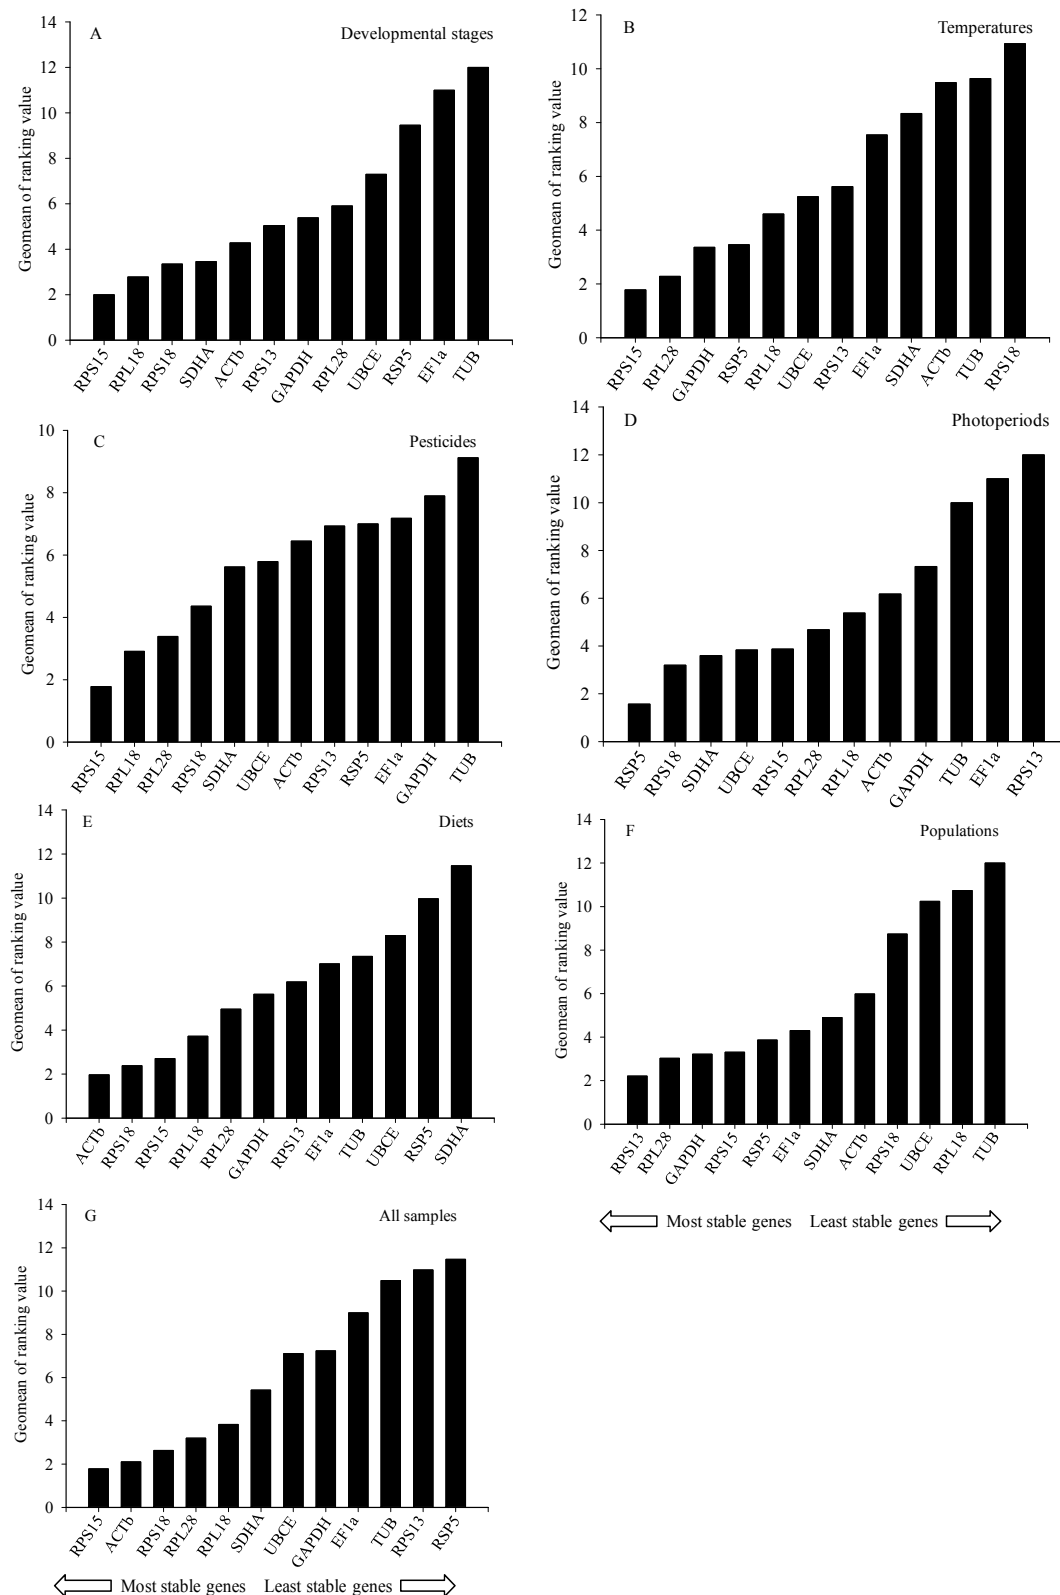 A Developmental stages
Geomean of ranking value
14
12
10
8
6
4
2
0
RPS15 RPL18 RPS18 SDHA ACTb RPS13 GAPDH RPL28 UBCE RSP5 EF1a TUB
B Temperatures
Geomean of ranking value
12
10
8
6
4
2
0
RPS15 RPL28 GAPDH RSP5 RPL18 UBCE RPS13 EF1a SDHA ACTb TUB RPS18
C Pesticides
Geomean of ranking value
10
8
6
4
2
0
RPS15 RPL18 RPL28 RPS18 SDHA UBCE ACTb RPS13 RSP5 EF1a GAPDH TUB
D Photoperiods
Geomean of ranking value
14
12
10
8
6
4
2
0
RSP5 RPS18 SDHA UBCE RPS15 RPL28 RPL18 ACTb GAPDH TUB EF1a RPS13
E Diets
Geomean of ranking value
14
12
10
8
6
4
2
0
ACTb RPS18 RPS15 RPL18 RPL28 GAPDH RPS13 EF1a TUB UBCE RSP5 SDHA
F Populations
Geomean of ranking value
14
12
10
8
6
4
2
0
RPS13 RPL28 GAPDH RPS15 RSP5 EF1a SDHA ACTb RPS18 UBCE RPL18 TUB
Most stable genes Least stable genes
G All samples
Geomean of ranking value
14
12
10
8
6
4
2
0
RPS15 ACTb RPS18 RPL28 RPL18 SDHA UBCE GAPDH EF1a TUB RPS13 RSP5
Most stable genes Least stable genes